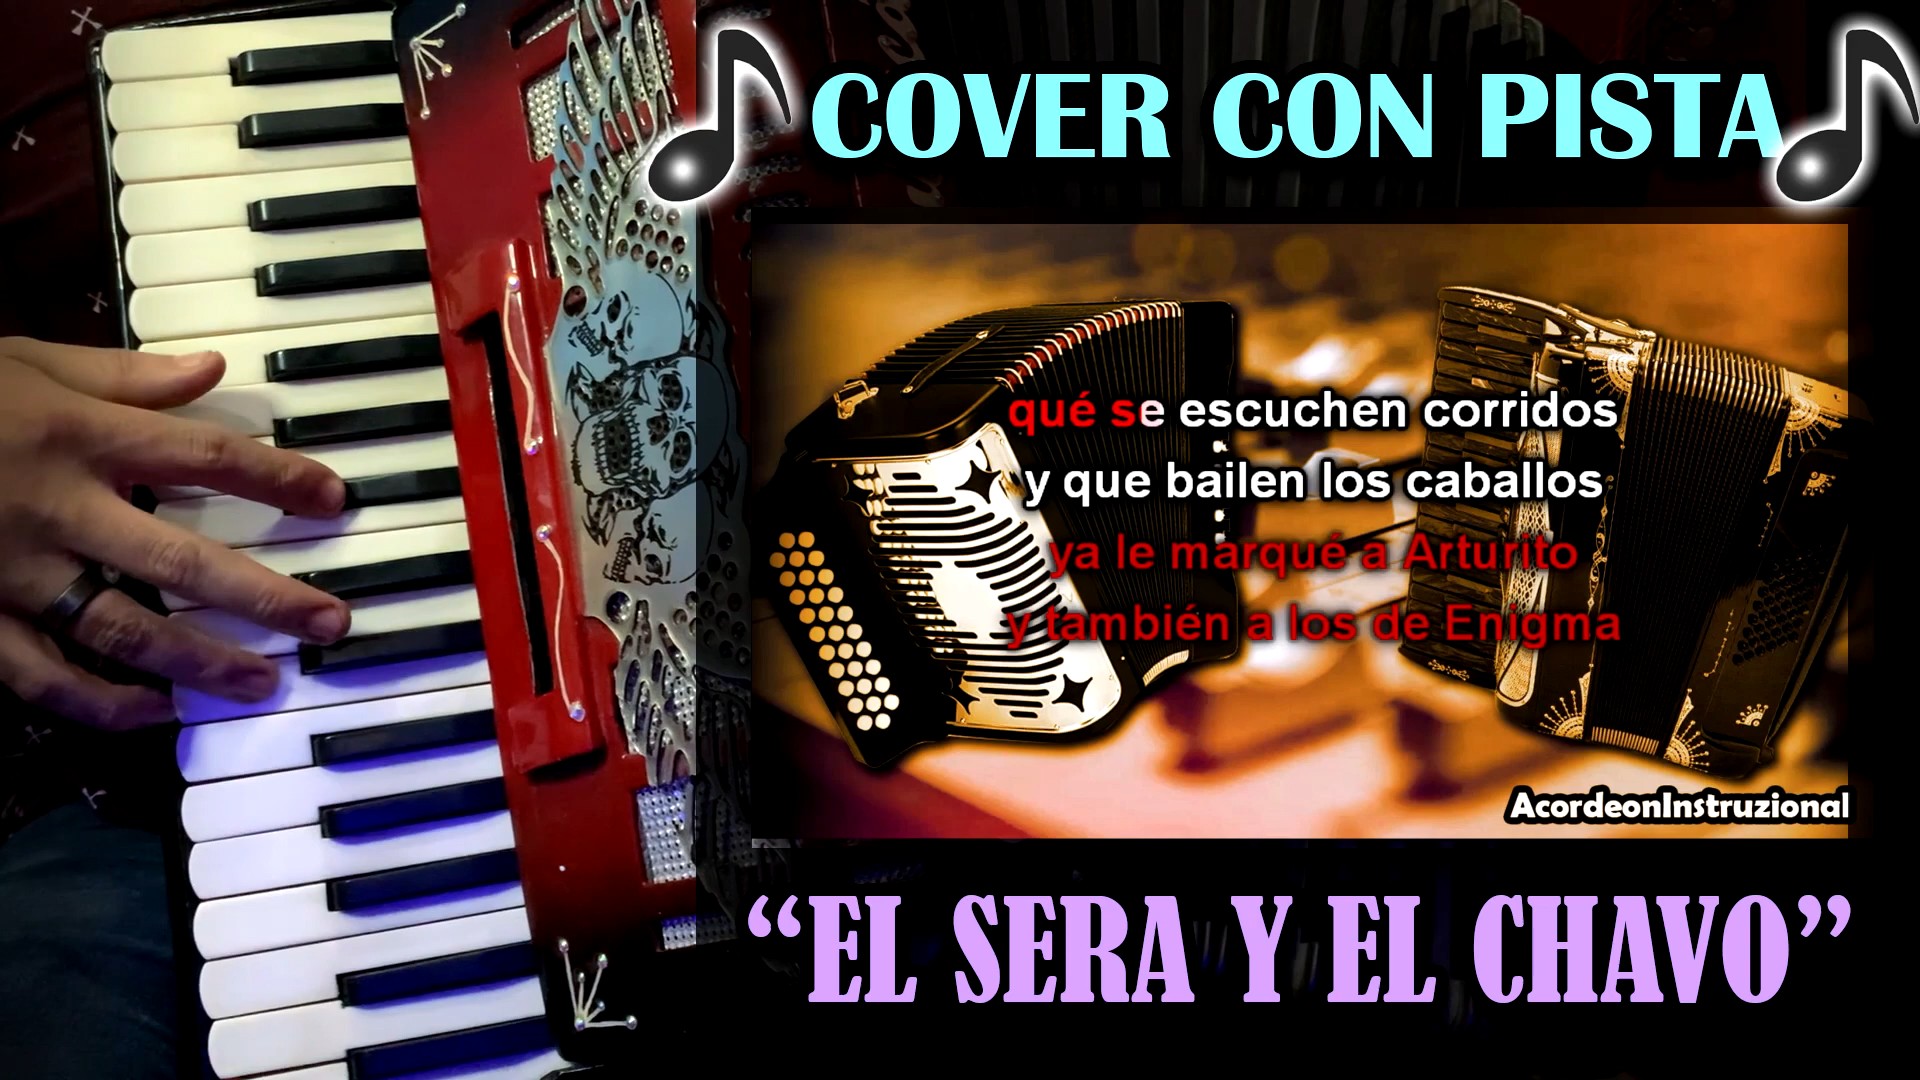 COVER CON PISTA
qué se escuchen corridos
y que bailen los caballos
ya le marqué a Arturito
y también a los de Enigma
AcordeonInstruzional
“EL SERA Y EL CHAVO”